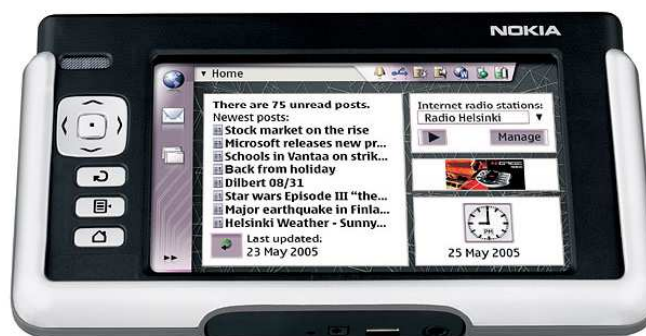 NOKIA
Home
There are 75 unread posts.
Newest posts:
Stock market on the rise
Microsoft releases new pr...
Schools in Vantaa on strik...
Back from holiday
Dilbert 08/31
Star wars Episode III "the...
Major earthquake in Finla...
Helsinki Weather - Sunny...
Last updated:
23 May 2005
Internet radio stations:
Radio Helsinki
Manage
PM
25 May 2005